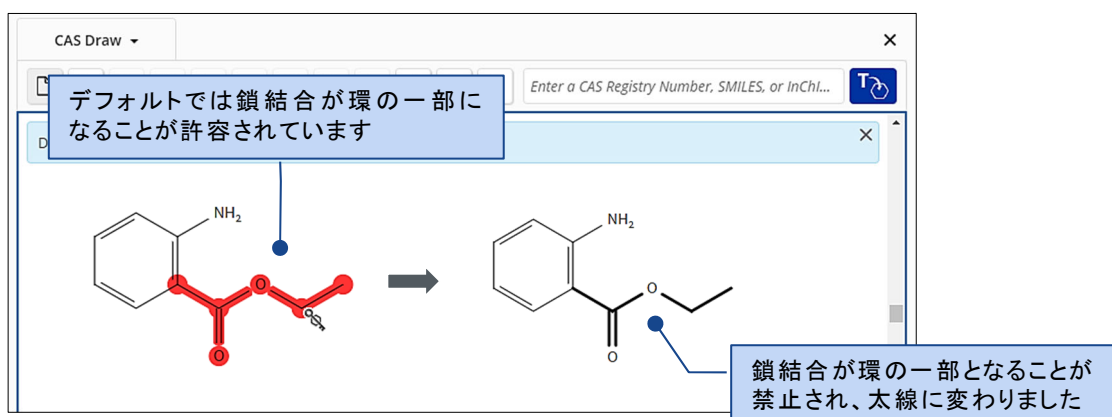 CAS Draw
Enter a CAS Registry Number, SMILES, or InChI...
T
デフォルトでは鎖結合が環の一部に
なることが許容されています
D
NH₂
O
O
NH₂
O
O
鎖結合が環の一部となることが
禁止され、太線に変わりました